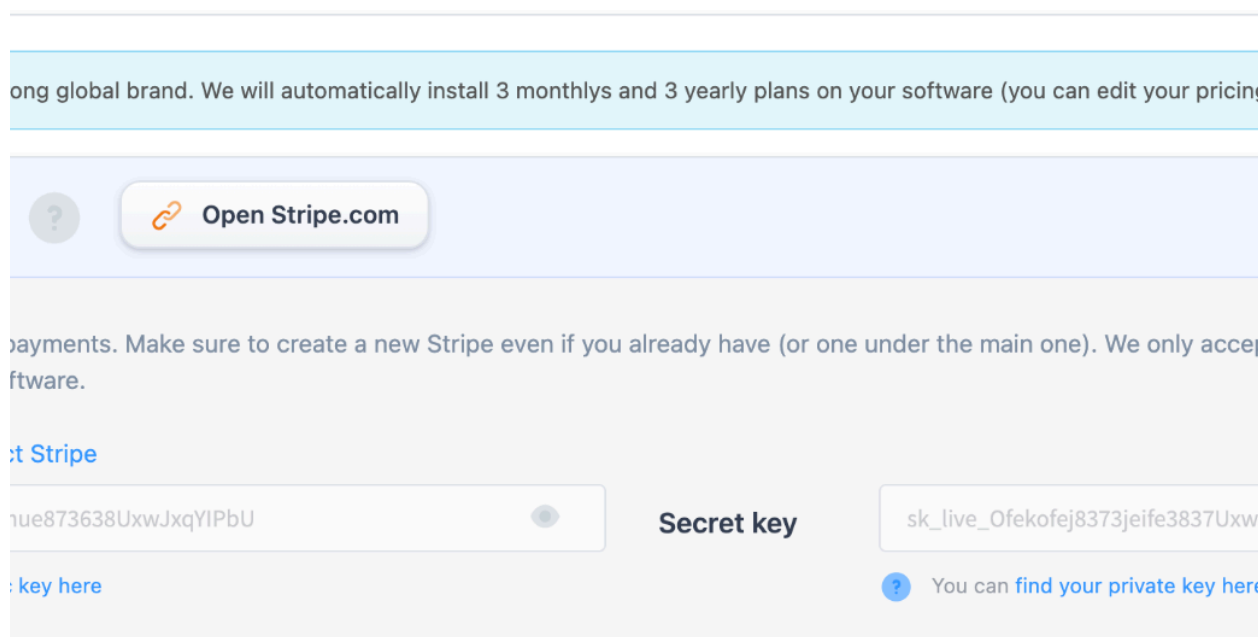 ong global brand. We will automatically install 3 monthlys and 3 yearly plans on your software (you can edit your pricing
? Open Stripe.com
payments. Make sure to create a new Stripe even if you already have (or one under the main one). We only accep
ftware.
ct Stripe
nue873638UxwJxqYIPbU Secret key sk_live_Ofekofej8373jeife3837Uxw
key here ? You can find your private key here